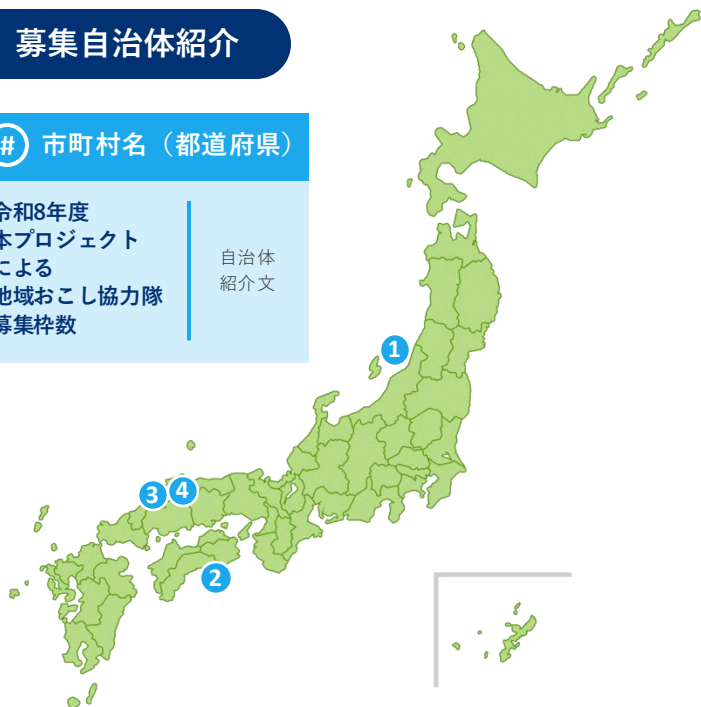 募集自治体紹介
# 市町村名（都道府県）
令和8年度
本プロジェクト
による
地域おこし協力隊
募集枠数
自治体
紹介文
1
3
4
2